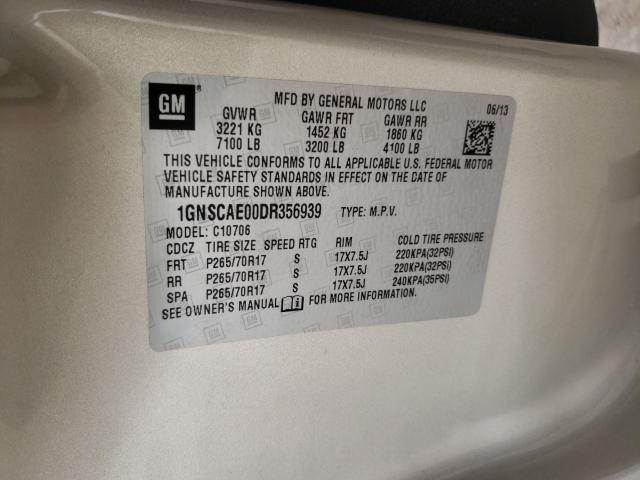 GM
MFD BY GENERAL MOTORS LLC
06/13
GVWR GAWR FRT GAWR RR
3221 KG 1452 KG 1860 KG
7100 LB 3200 LB 4100 LB
THIS VEHICLE CONFORMS TO ALL APPLICABLE U.S. FEDERAL MOTOR
VEHICLE SAFETY STANDARDS IN EFFECT ON THE DATE OF
MANUFACTURE SHOWN ABOVE.
1GNSCAE00DR356939 TYPE: M.P.V.
MODEL: C10706
CDCZ TIRE SIZE SPEED RTG RIM COLD TIRE PRESSURE
FRT P265/70R17 S 17X7.5J 220KPA(32PSI)
RR P265/70R17 S 17X7.5J 220KPA(32PSI)
SPA P265/70R17 S 17X7.5J 240KPA(35PSI)
SEE OWNER'S MANUAL FOR MORE INFORMATION.